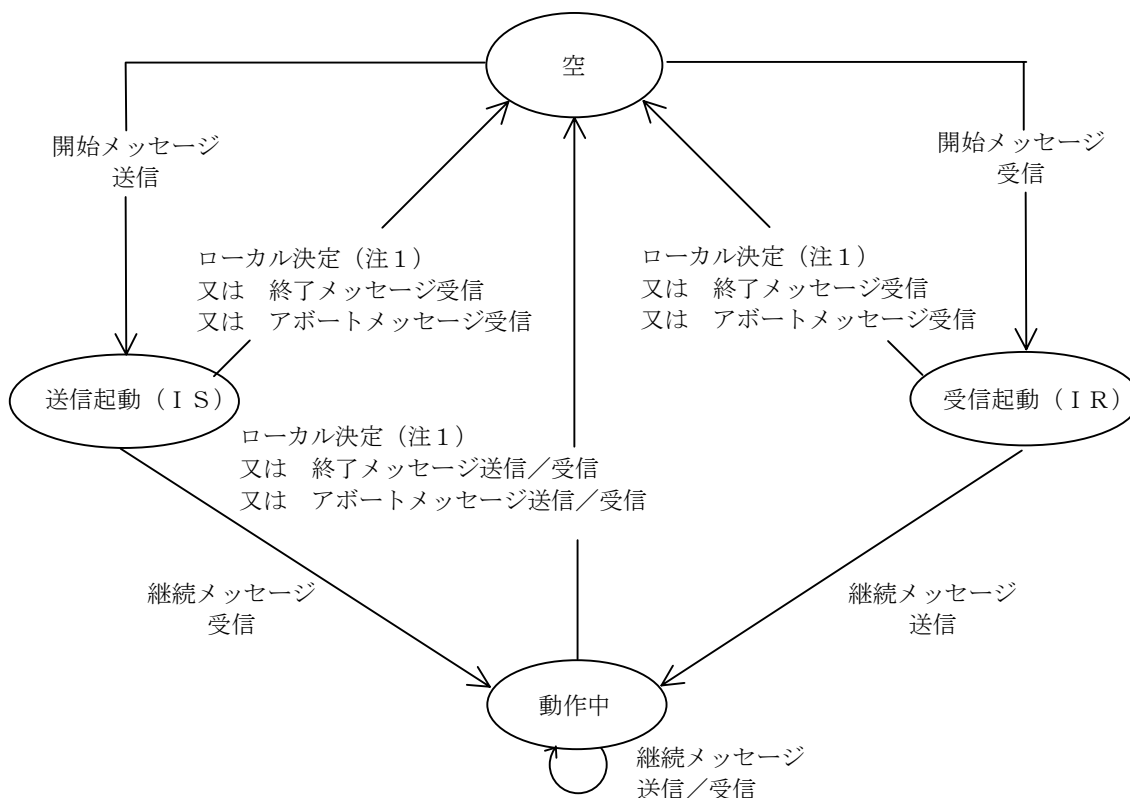 空
開始メッセージ
送信
開始メッセージ
受信
ローカル決定（注１）
又は　終了メッセージ受信
又は　アボートメッセージ受信
ローカル決定（注１）
又は　終了メッセージ受信
又は　アボートメッセージ受信
送信起動（ＩＳ）
受信起動（ＩＲ）
ローカル決定（注１）
又は　終了メッセージ送信／受信
又は　アボートメッセージ送信／受信
継続メッセージ
受信
継続メッセージ
送信
動作中
継続メッセージ
送信／受信